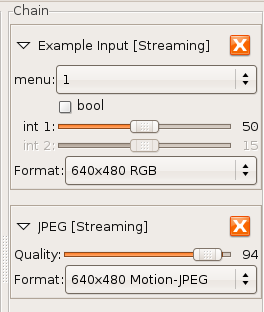 Chain
Example Input [Streaming]
menu: 1
bool
int 1: 50
int 2: 15
Format: 640x480 RGB
JPEG [Streaming]
Quality: 94
Format: 640x480 Motion-JPEG